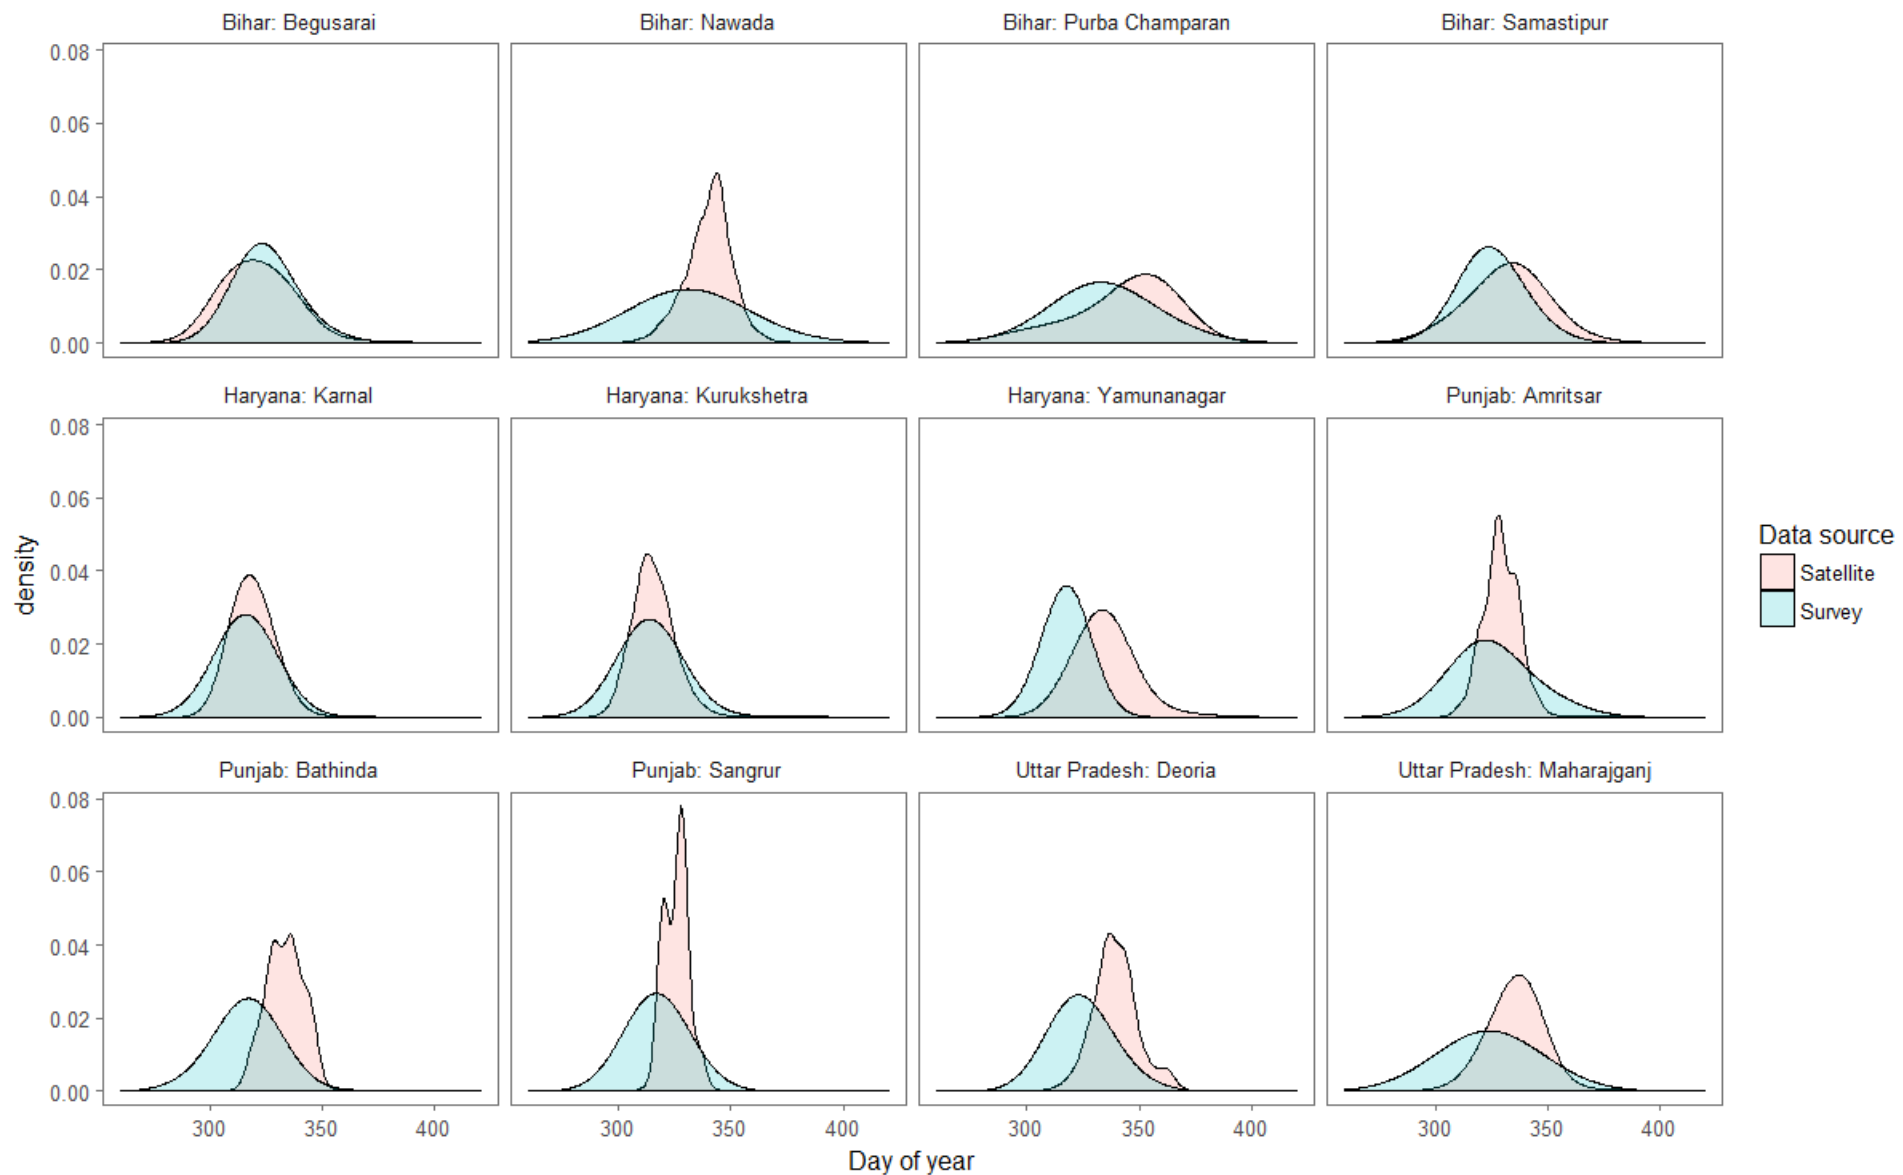 Bihar: Begusarai
Bihar: Nawada
Bihar: Purba Champaran
Bihar: Samastipur
0.08
0.06
0.04
0.02
0.00
Haryana: Karnal
Haryana: Kurukshetra
Haryana: Yamunanagar
Punjab: Amritsar
0.08
0.06
0.04
0.02
0.00
density
Data source
Satellite
Survey
Punjab: Bathinda
Punjab: Sangrur
Uttar Pradesh: Deoria
Uttar Pradesh: Maharajganj
0.08
0.06
0.04
0.02
0.00
300 350 400
300 350 400
300 350 400
300 350 400
Day of year